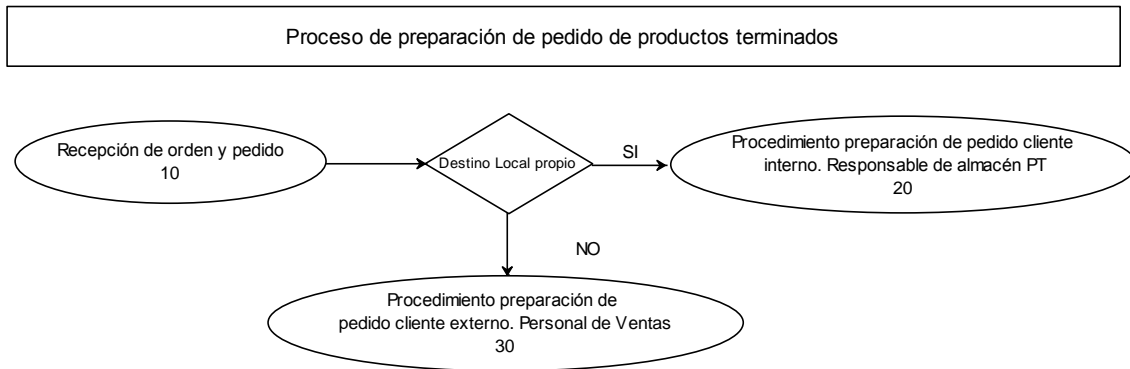 Proceso de preparación de pedido de productos terminados
Recepción de orden y pedido
10
Destino Local propio
SI
Procedimiento preparación de pedido cliente
interno. Responsable de almacén PT
20
NO
Procedimiento preparación de
pedido cliente externo. Personal de Ventas
30